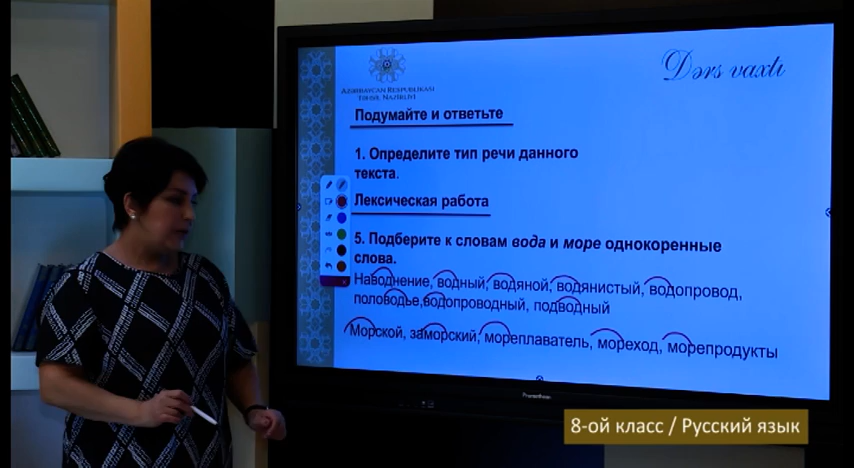 Dərs vaxtı
AZƏRBAYCAN RESPUBLİKASI
TƏHSİL NAZİRLİYİ
Подумайте и ответьте
1. Определите тип речи данного
текста.
Лексическая работа
5. Подберите к словам вода и море однокоренные
слова.
Наводнение, водный, водяной, водянистый, водопровод,
половодье,водопроводный, подводный
Морской, заморский, мореплаватель, мореход, морепродукты
Promethean
8-ой класс / Русский язык